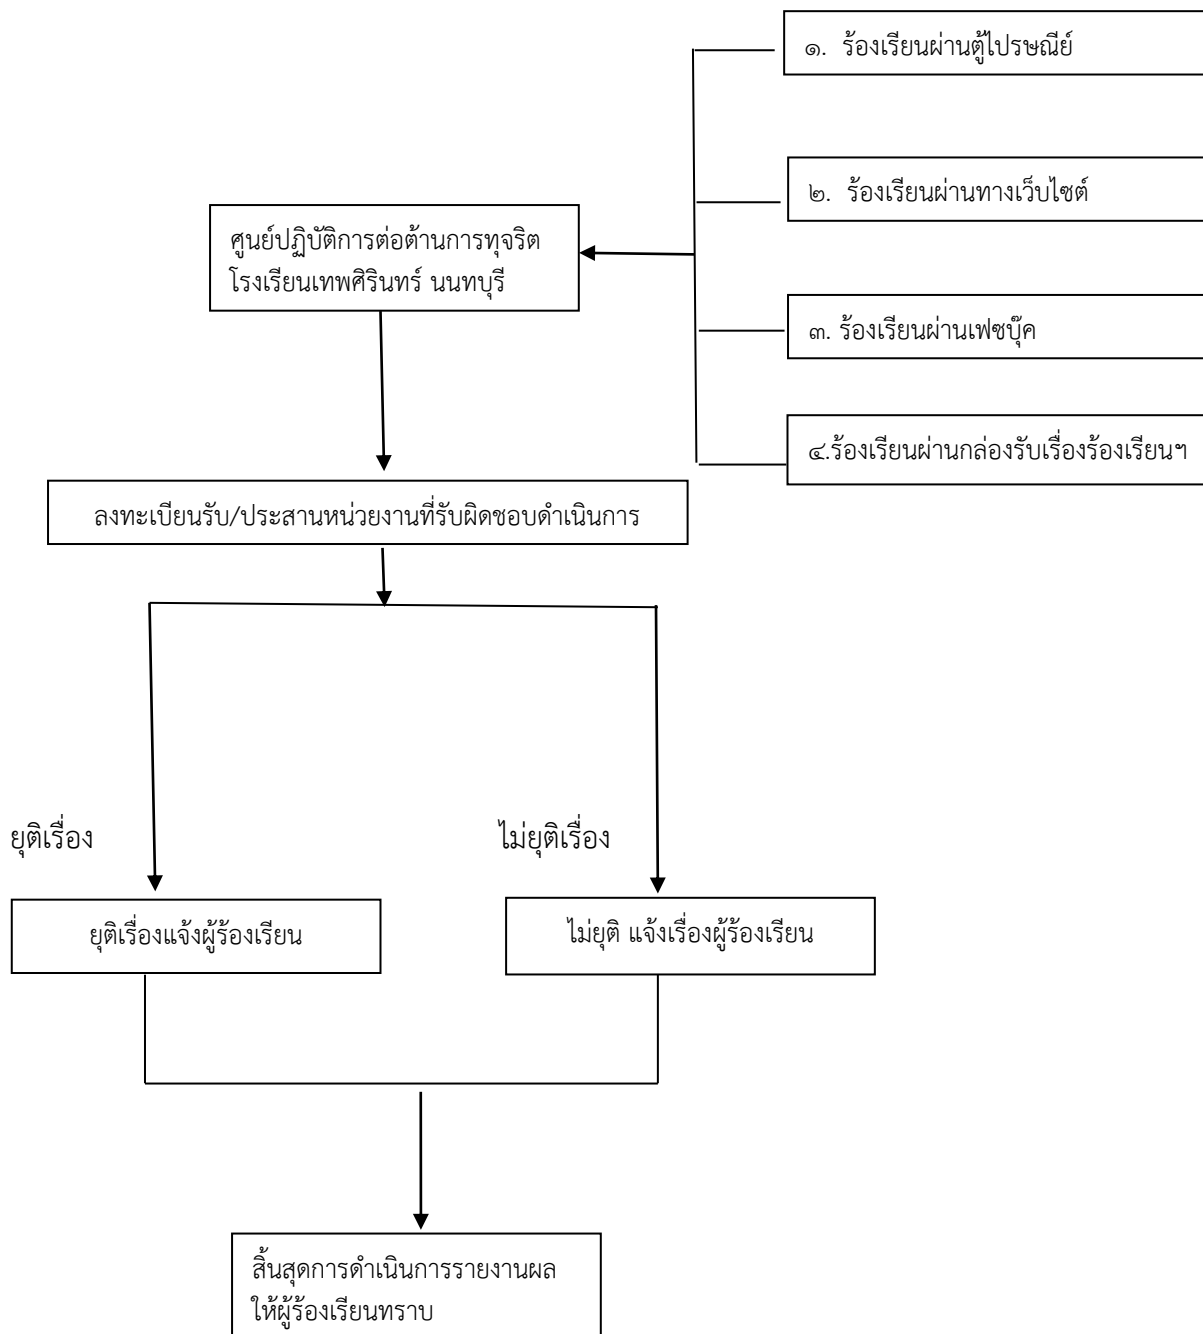 ๑. ร้องเรียนผ่านตู้ไปรษณีย์
๒. ร้องเรียนผ่านทางเว็บไซต์
ศูนย์ปฏิบัติการต่อต้านการทุจริต
โรงเรียนเทพศิรินทร์ นนทบุรี
๓. ร้องเรียนผ่านเฟซบุ๊ค
๔.ร้องเรียนผ่านกล่องรับเรื่องร้องเรียนฯ
ลงทะเบียนรับ/ประสานหน่วยงานที่รับผิดชอบดำเนินการ
ยุติเรื่อง
ไม่ยุติเรื่อง
ยุติเรื่องแจ้งผู้ร้องเรียน
ไม่ยุติ แจ้งเรื่องผู้ร้องเรียน
สิ้นสุดการดำเนินการรายงานผล
ให้ผู้ร้องเรียนทราบ